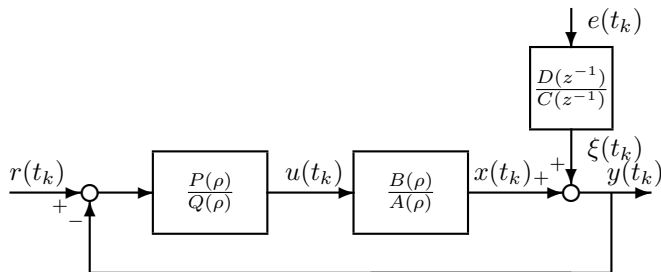 e(t_k)
D(z^{-1})
C(z^{-1})
ξ(t_k)
r(t_k)
P(ρ)
Q(ρ)
u(t_k)
B(ρ)
A(ρ)
x(t_k)
y(t_k)
+
−
+
+